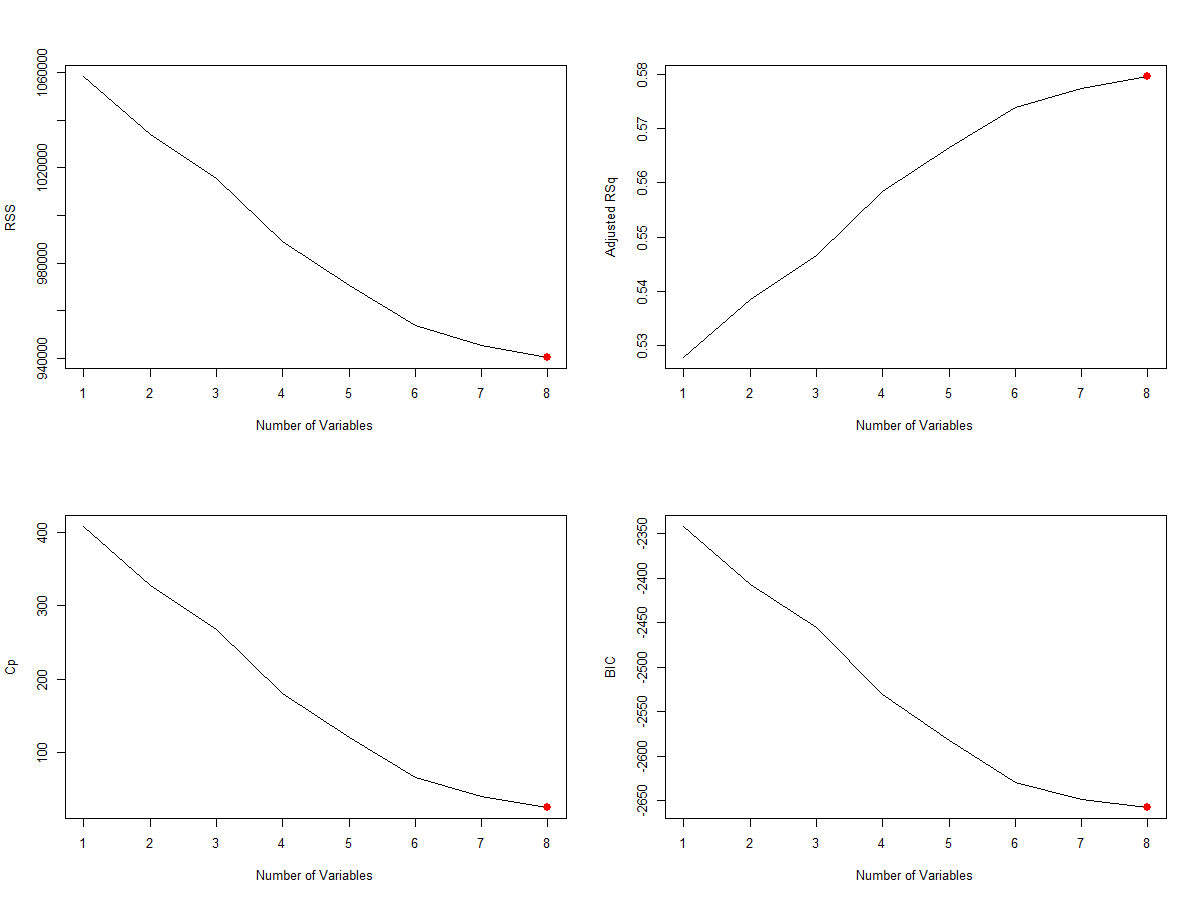 RSS
1060000
1020000
980000
940000
1 2 3 4 5 6 7 8
Number of Variables
Adjusted RSq
0.58
0.57
0.56
0.55
0.54
0.53
1 2 3 4 5 6 7 8
Number of Variables
Cp
400
300
200
100
1 2 3 4 5 6 7 8
Number of Variables
BIC
-2350
-2400
-2450
-2500
-2550
-2600
-2650
1 2 3 4 5 6 7 8
Number of Variables